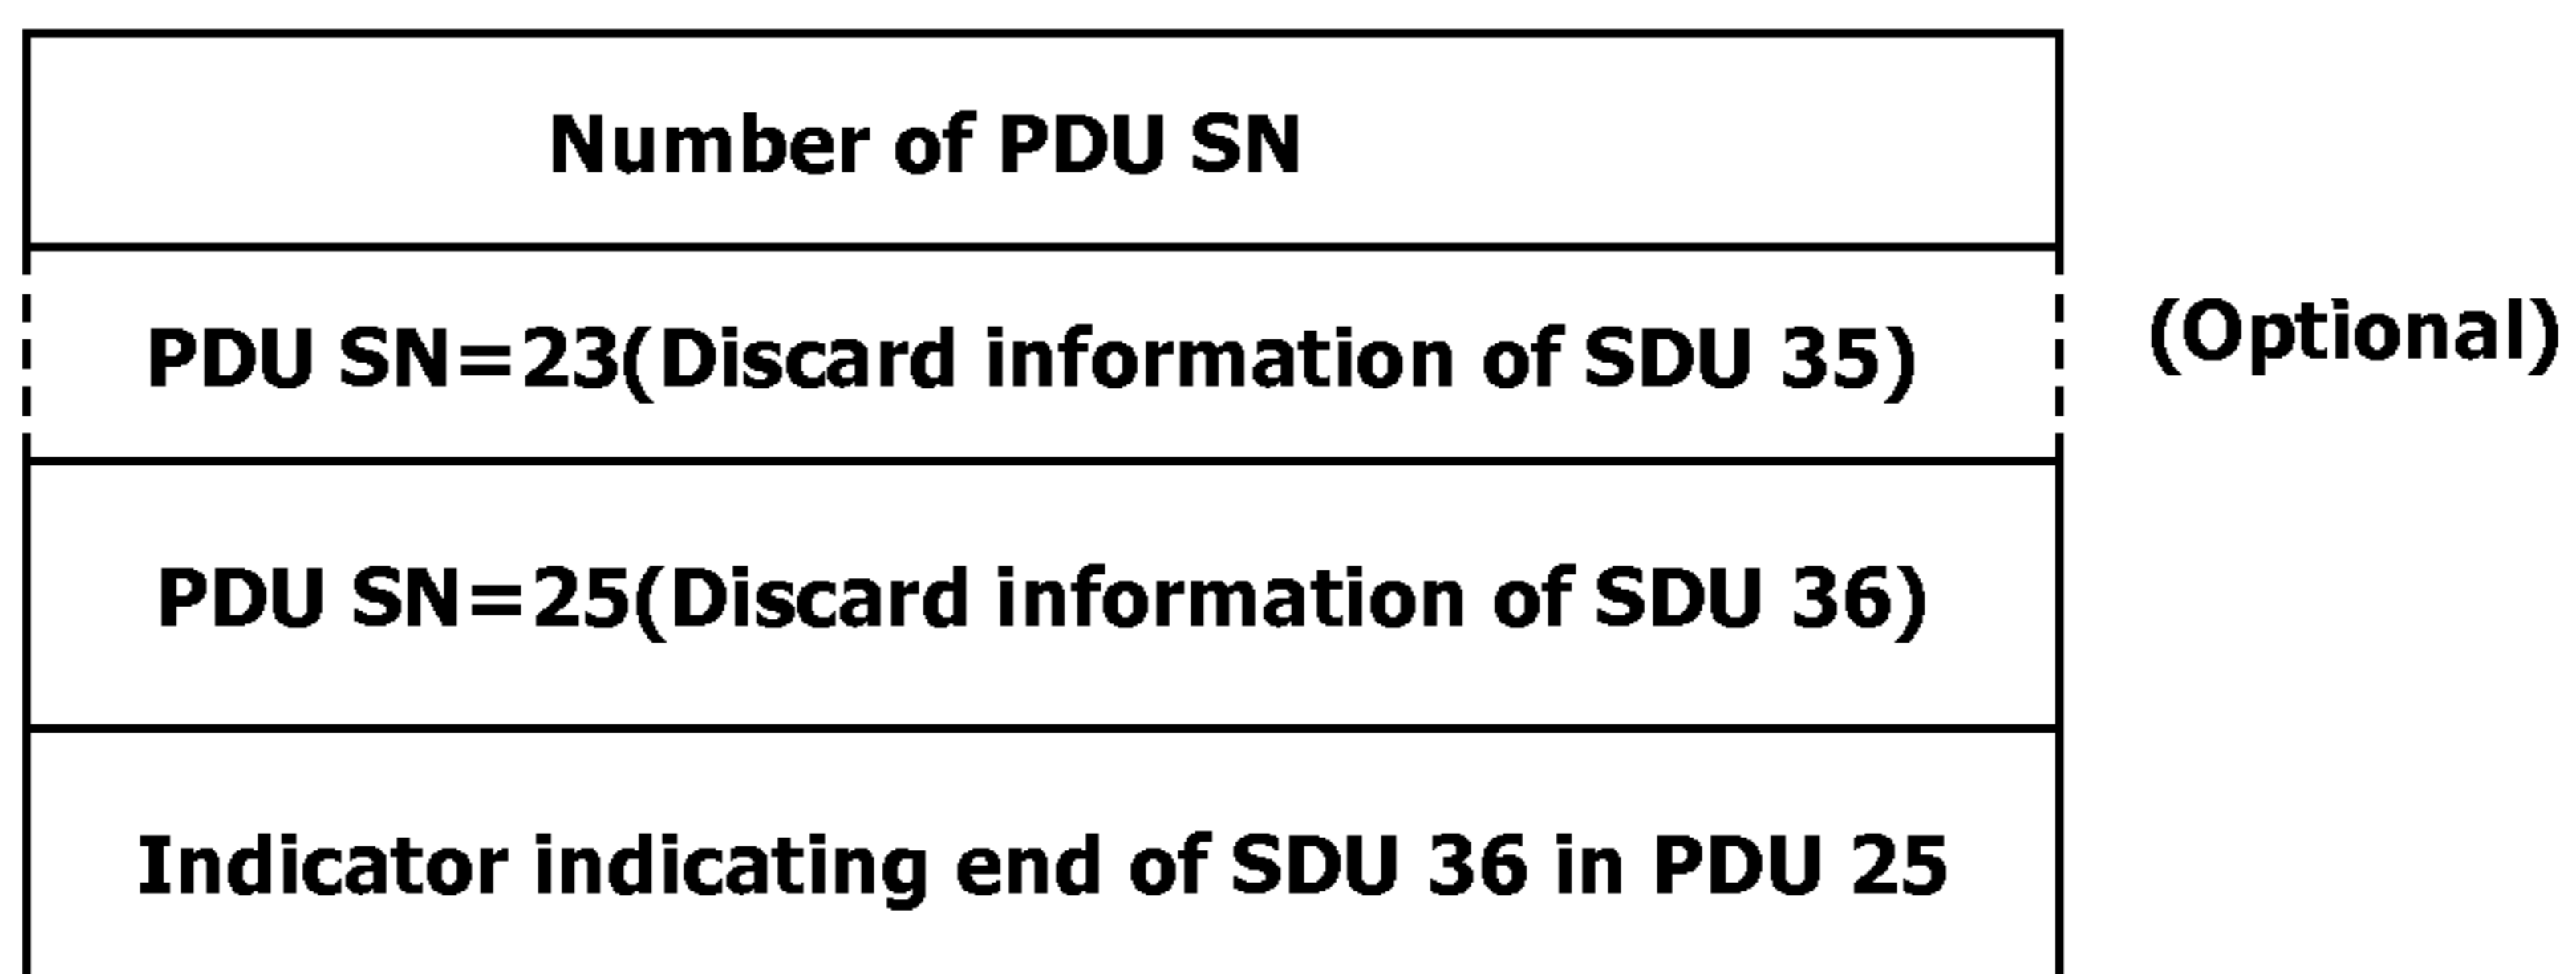 Number of PDU SN
PDU SN=23(Discard information of SDU 35)
(Optional)
PDU SN=25(Discard information of SDU 36)
Indicator indicating end of SDU 36 in PDU 25